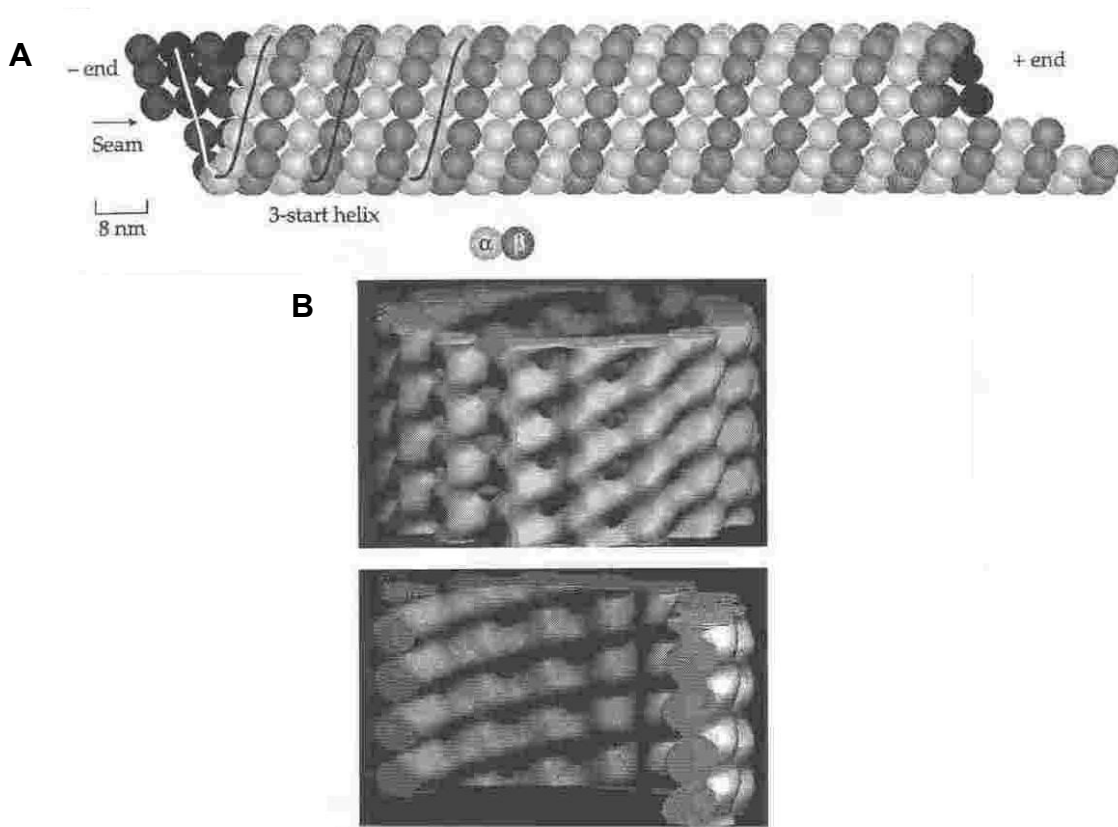 A
– end
+ end
Seam
8 nm
3-start helix
α β
B